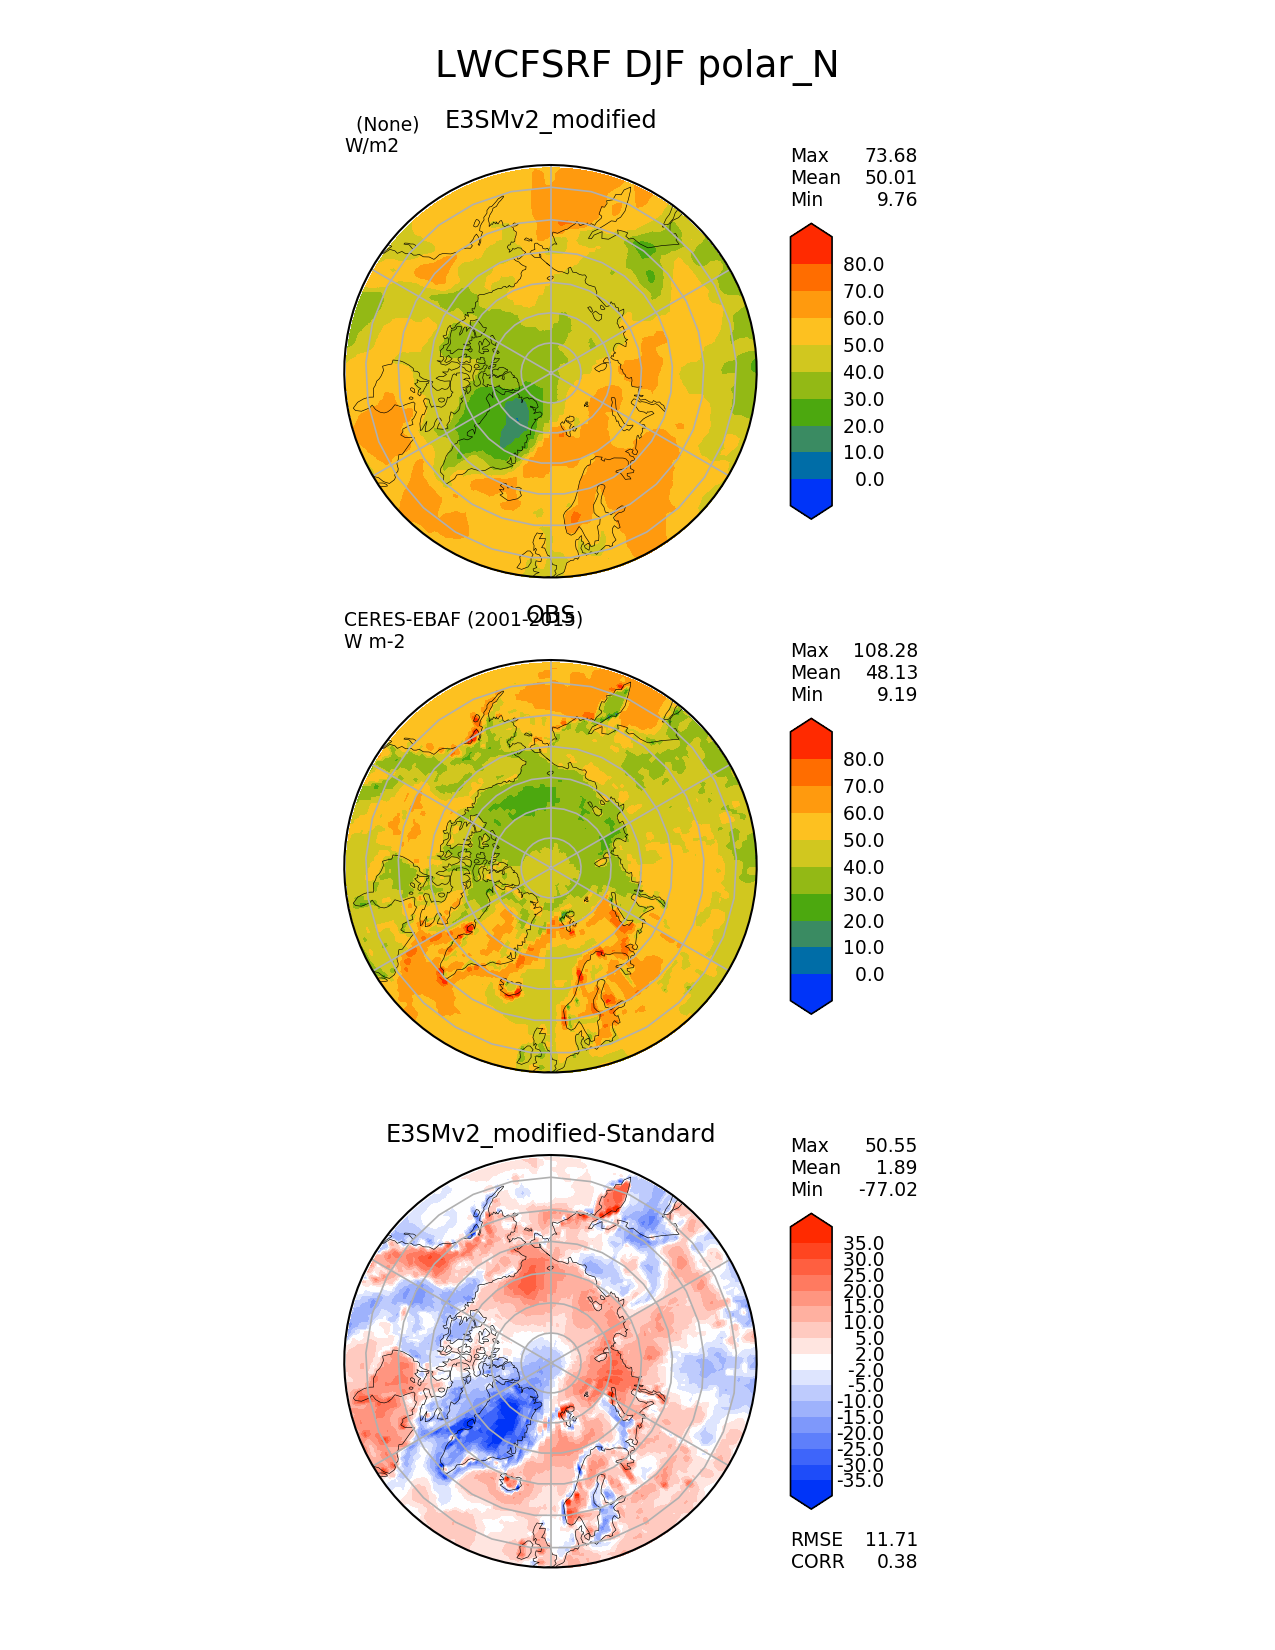 LWCFSRF DJF polar_N
(None) E3SMv2_modified
W/m2
Max 73.68
Mean 50.01
Min 9.76
80.0
70.0
60.0
50.0
40.0
30.0
20.0
10.0
0.0
OBS
CERES-EBAF (2001-2015)
W m-2
Max 108.28
Mean 48.13
Min 9.19
80.0
70.0
60.0
50.0
40.0
30.0
20.0
10.0
0.0
E3SMv2_modified-Standard
Max 50.55
Mean 1.89
Min -77.02
35.0
30.0
25.0
20.0
15.0
10.0
5.0
2.0
-2.0
-5.0
-10.0
-15.0
-20.0
-25.0
-30.0
-35.0
RMSE 11.71
CORR 0.38